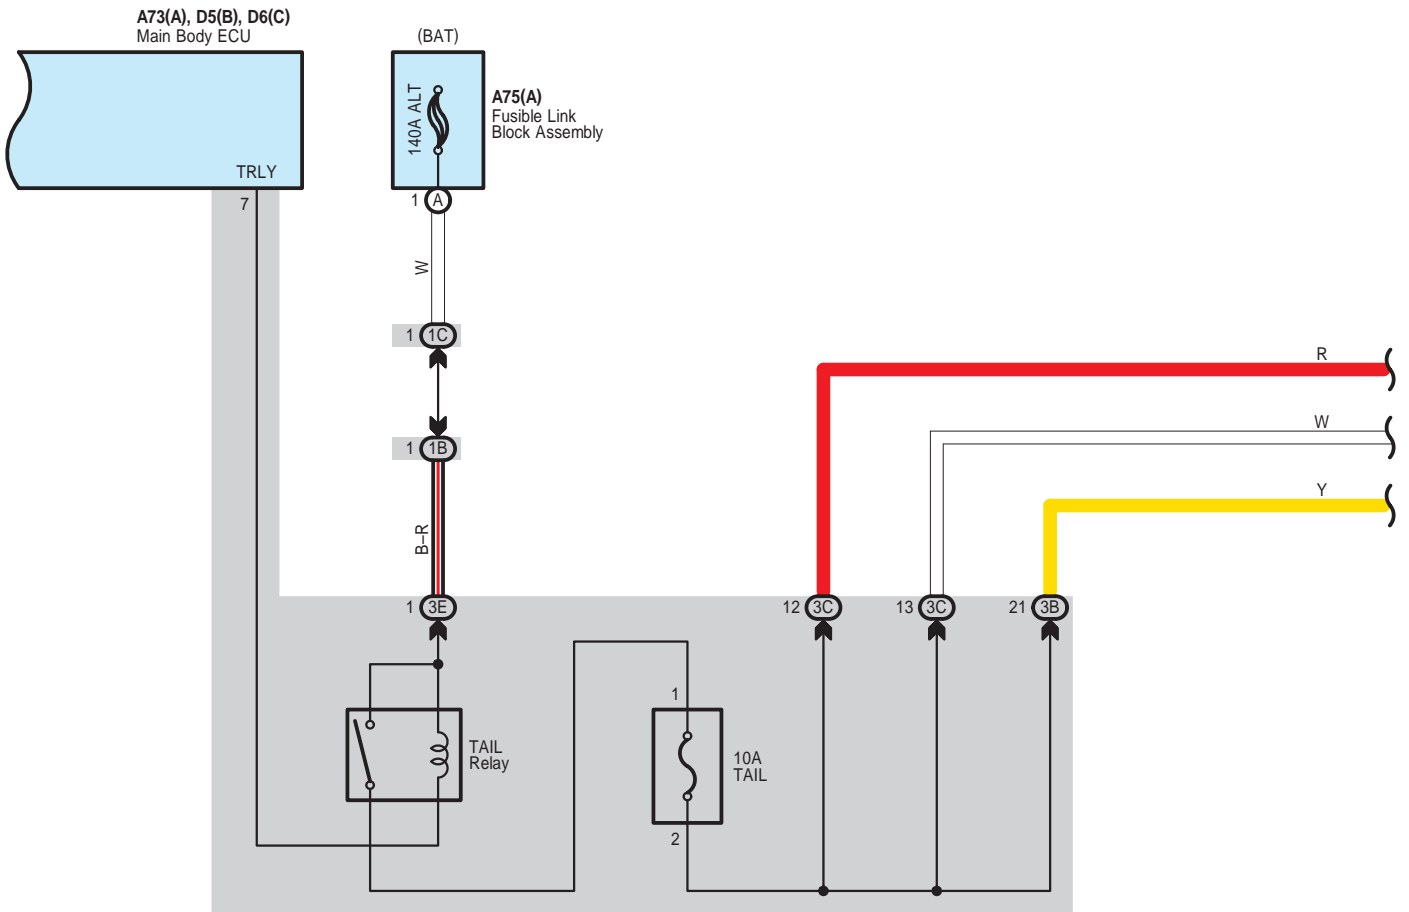 A73(A), D5(B), D6(C)
Main Body ECU
(BAT)
140A ALT
A75(A)
Fusible Link
Block Assembly
TRLY
7
1 A
W
1 1C
1 1B
B–R
R
W
Y
1 3E
12 3C
13 3C
21 3B
TAIL
Relay
1
10A
TAIL
2